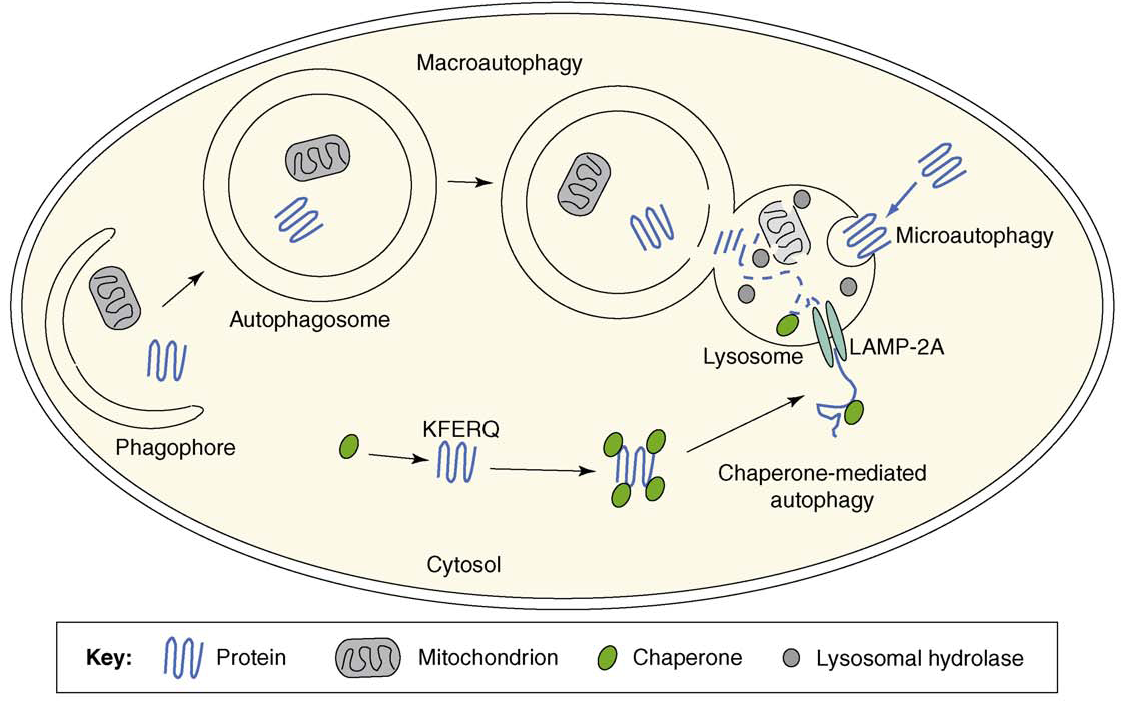 Macroautophagy
Microautophagy
Autophagosome
Lysosome
LAMP-2A
Phagophore
KFERQ
Chaperone-mediated
autophagy
Cytosol
Key: Protein Mitochondrion Chaperone Lysosomal hydrolase